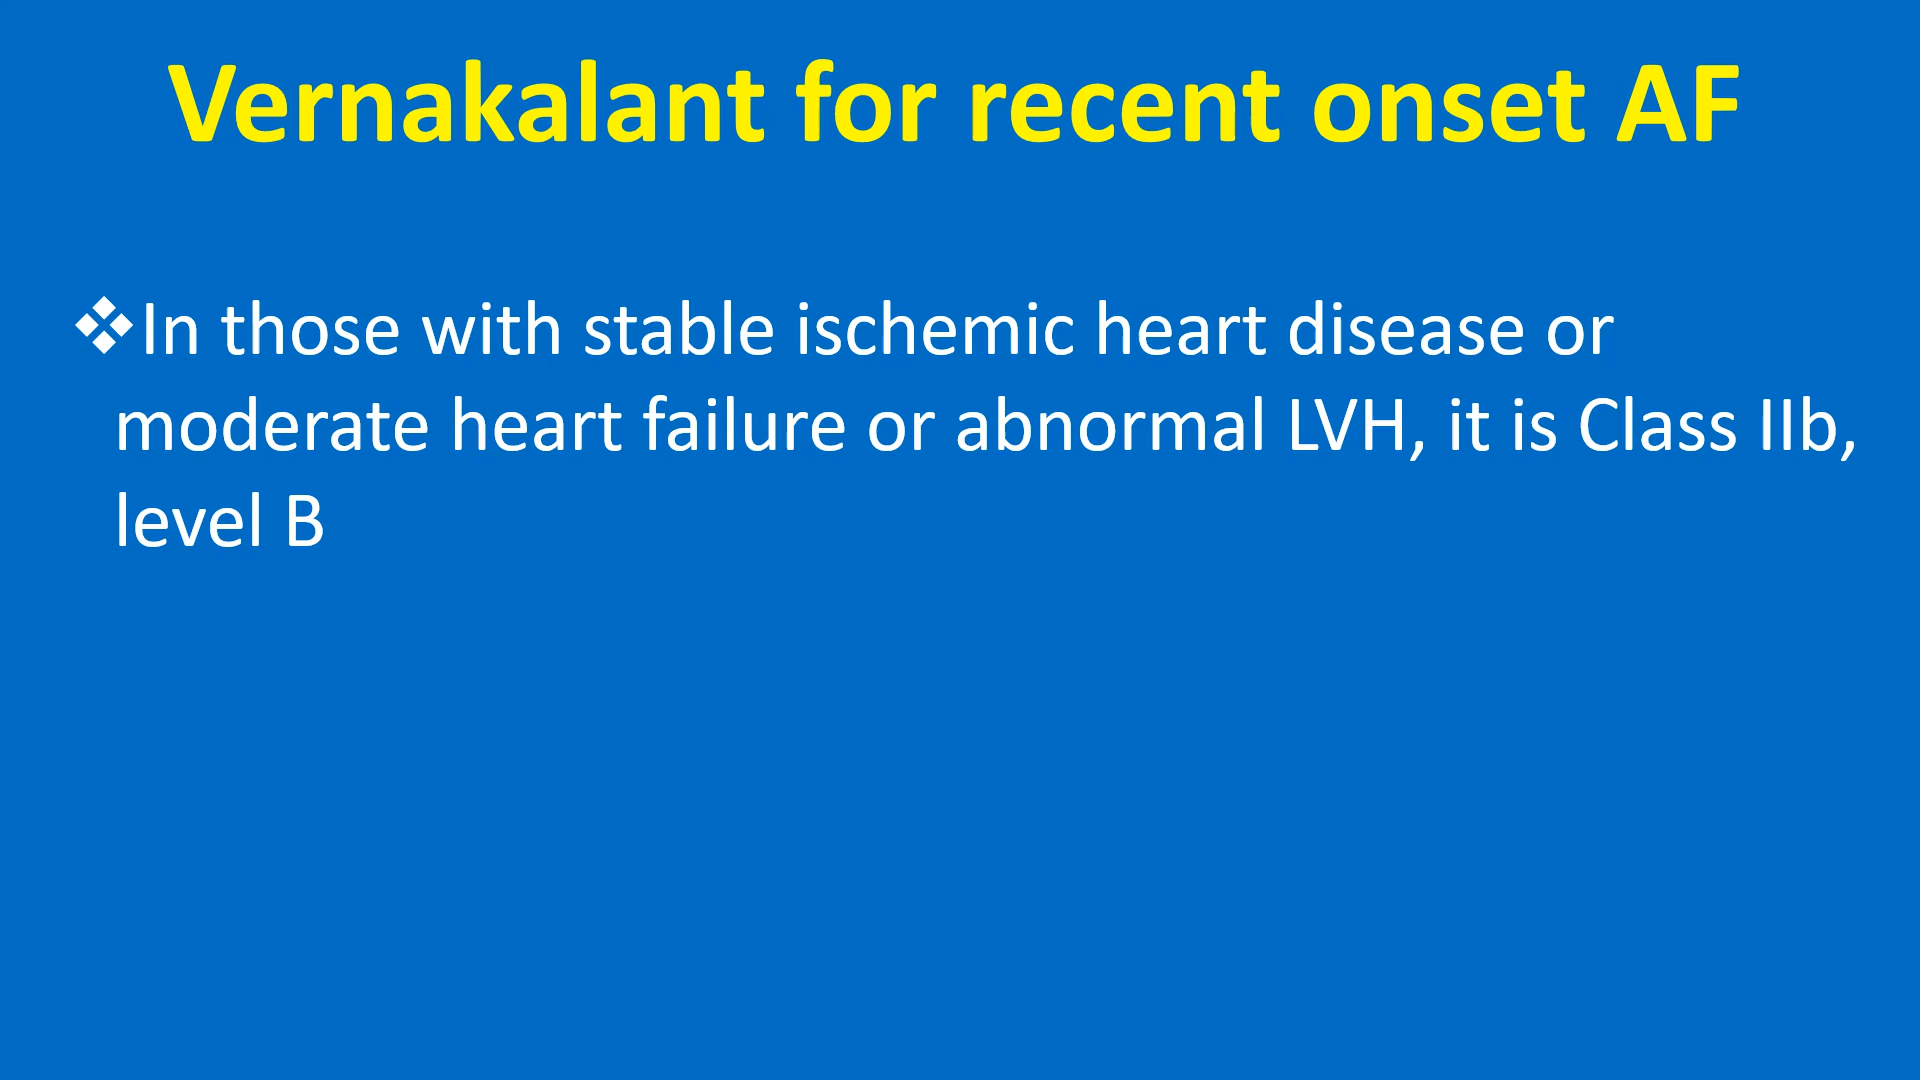 Vernakalant for recent onset AF
❖In those with stable ischemic heart disease or
moderate heart failure or abnormal LVH, it is Class IIb,
level B